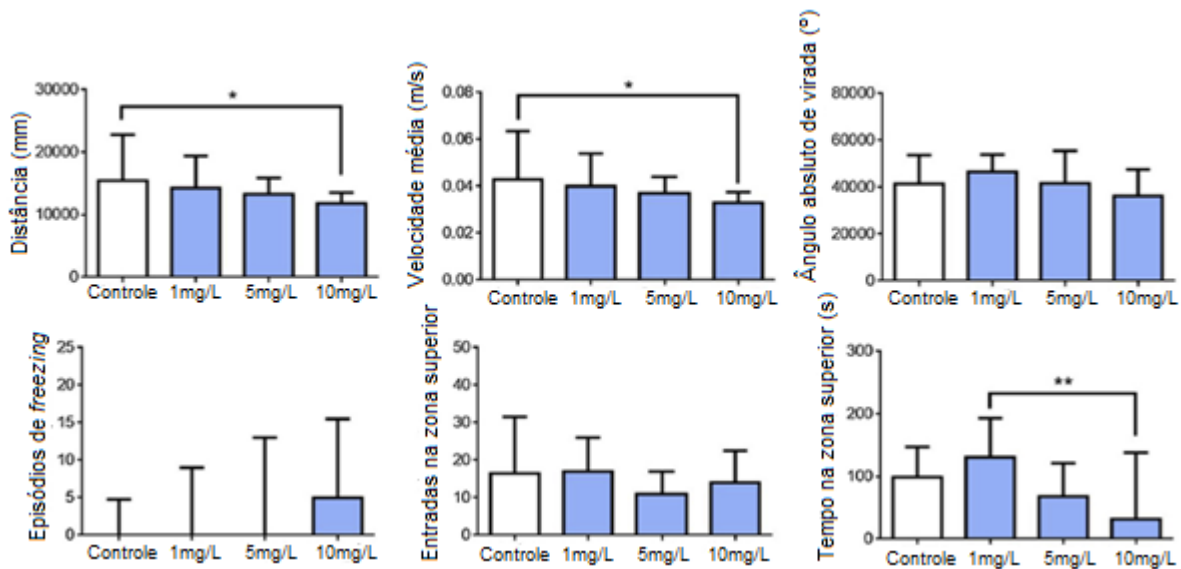 Distância (mm)
30000
20000
10000
0
*
Controle 1mg/L 5mg/L 10mg/L
Velocidade média (m/s)
0.08
0.06
0.04
0.02
0.00
*
Controle 1mg/L 5mg/L 10mg/L
Ângulo absluto de virada (º)
80000
60000
40000
20000
0
Controle 1mg/L 5mg/L 10mg/L
Episódios de freezing
25
20
15
10
5
0
Controle 1mg/L 5mg/L 10mg/L
Entradas na zona superior
50
40
30
20
10
0
Controle 1mg/L 5mg/L 10mg/L
Tempo na zona superior (s)
300
200
100
0
**
Controle 1mg/L 5mg/L 10mg/L